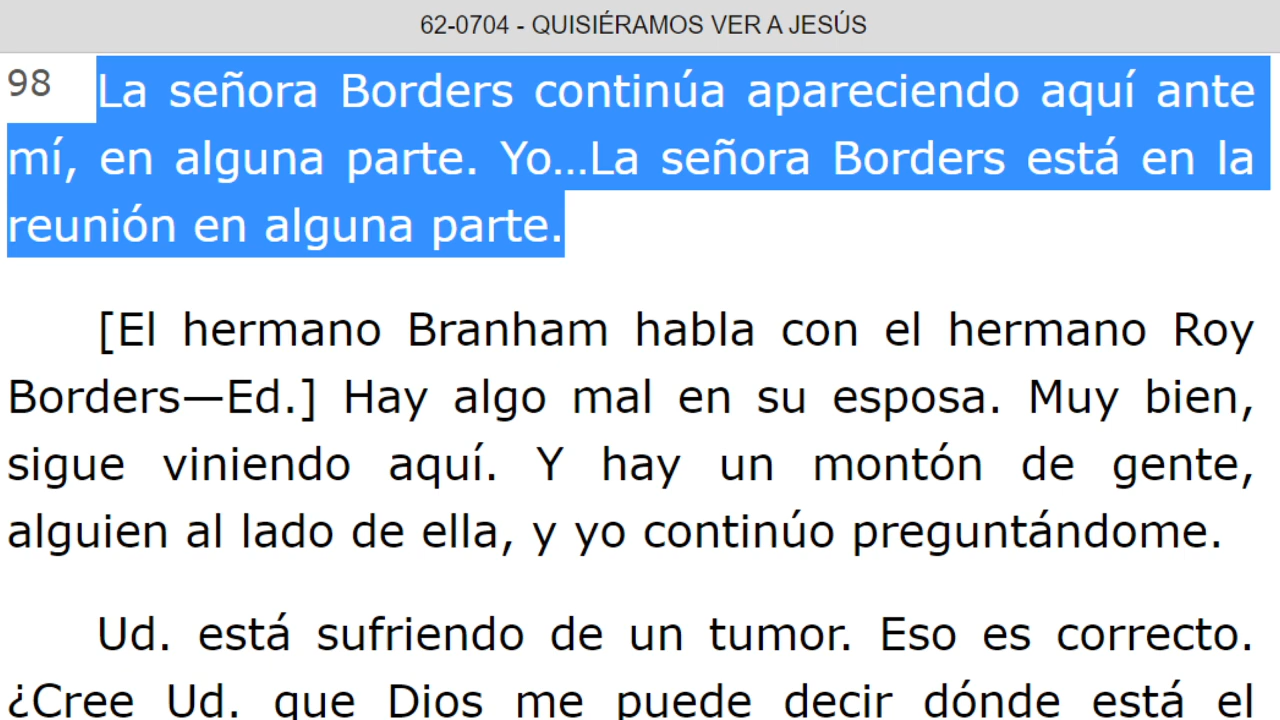 62-0704 - QUISIÉRAMOS VER A JESÚS
98 La señora Borders continúa apareciendo aquí ante
mí, en alguna parte. Yo...La señora Borders está en la
reunión en alguna parte.
[El hermano Branham habla con el hermano Roy
Borders—Ed.] Hay algo mal en su esposa. Muy bien,
sigue viniendo aquí. Y hay un montón de gente,
alguien al lado de ella, y yo continúo preguntándome.
Ud. está sufriendo de un tumor. Eso es correcto.
¿Cree Ud. que Dios me puede decir dónde está el